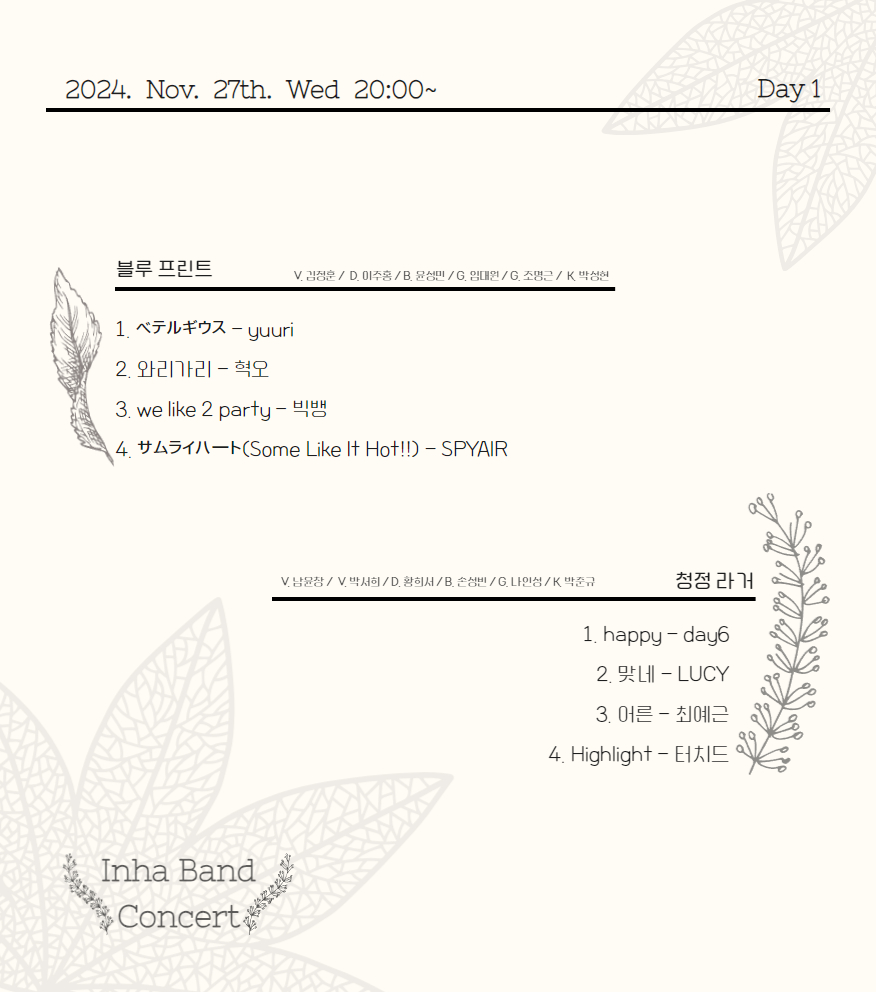 2024. Nov. 27th. Wed 20:00~
Day 1
블루 프린트
V. 김정훈 / D. 이주홍 / B. 윤성민 / G. 임대원 / G. 조명근 / K. 박성현
1. ベテルギウス - yuuri
2. 와리가리 - 혁오
3. we like 2 party - 빅뱅
4. サムライハート(Some Like It Hot!!) - SPYAIR
V. 남윤창 / V. 박서희 / D. 황희서 / B. 손성빈 / G. 나인성 / K. 박준규
청정 라거
1. happy - day6
2. 맞네 - LUCY
3. 어른 - 최예근
4. Highlight - 터치드
Inha Band
Concert